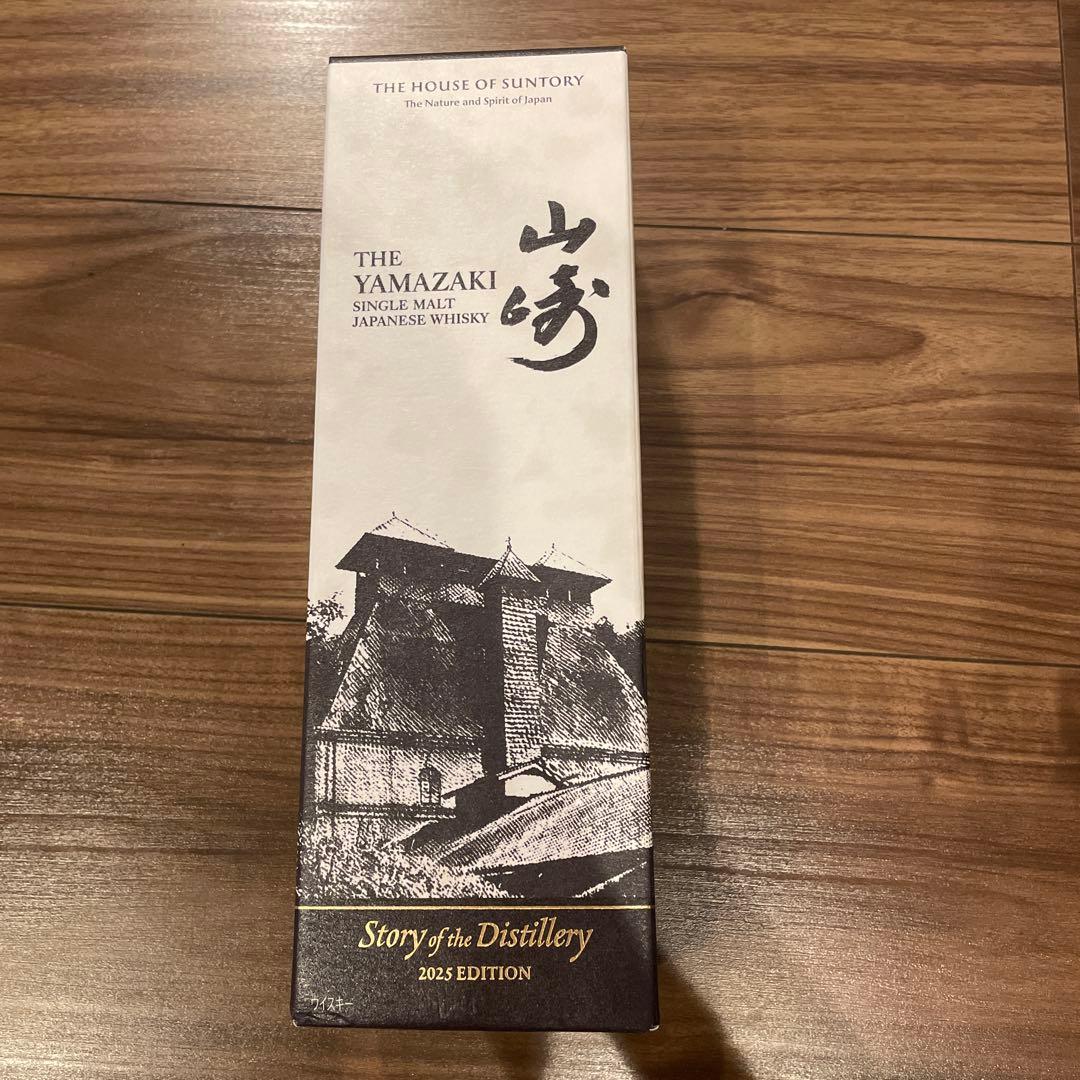 THE HOUSE OF SUNTORY
The Nature and Spirit of Japan
山崎
THE
YAMAZAKI
SINGLE MALT
JAPANESE WHISKY
Story of the Distillery
2025 EDITION
ウイスキー